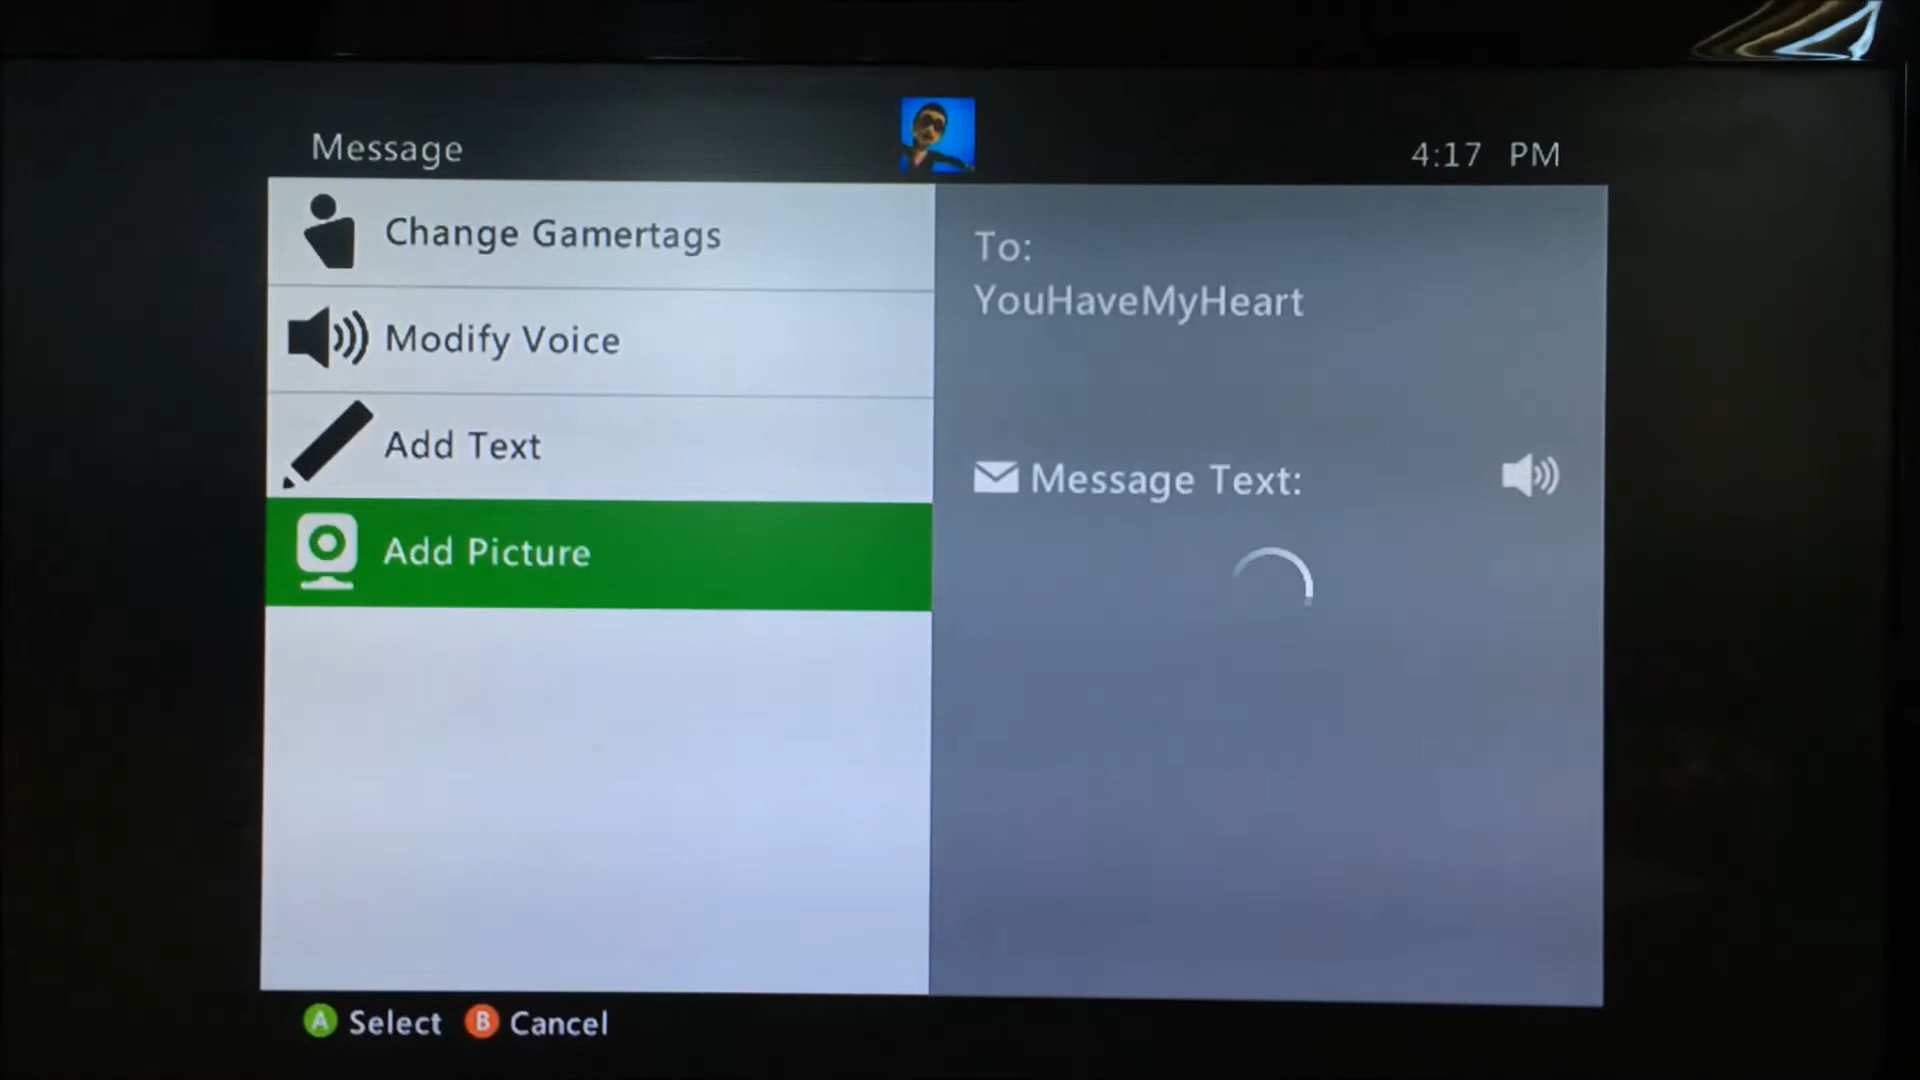 Message
4:17 PM
Change Gamertags
Modify Voice
Add Text
Add Picture
To:
YouHaveMyHeart
Message Text:
A Select B Cancel